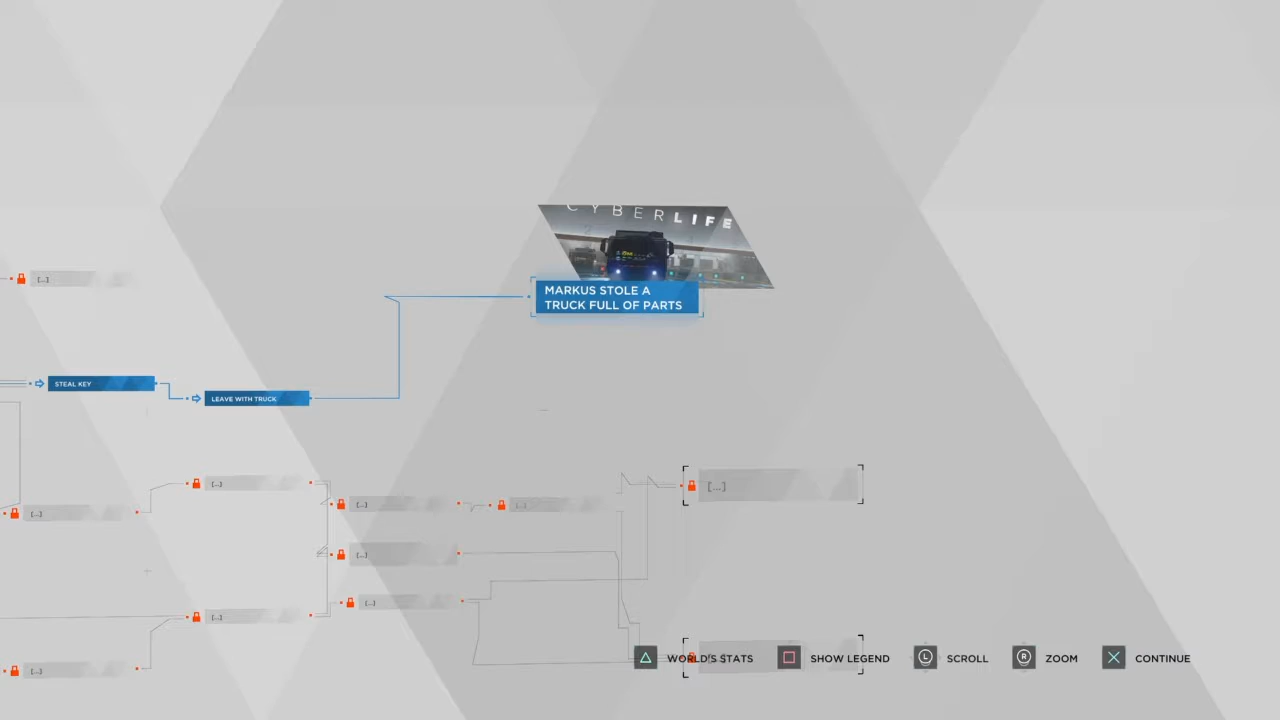 CYBERLIFE
MARKUS STOLE A
TRUCK FULL OF PARTS
[...]
STEAL KEY
LEAVE WITH TRUCK
[...]
[...]
[...]
[...]
[...]
[...]
[...]
[...]
[...]
WORLD'S STATS
SHOW LEGEND
L
SCROLL
R
ZOOM
CONTINUE